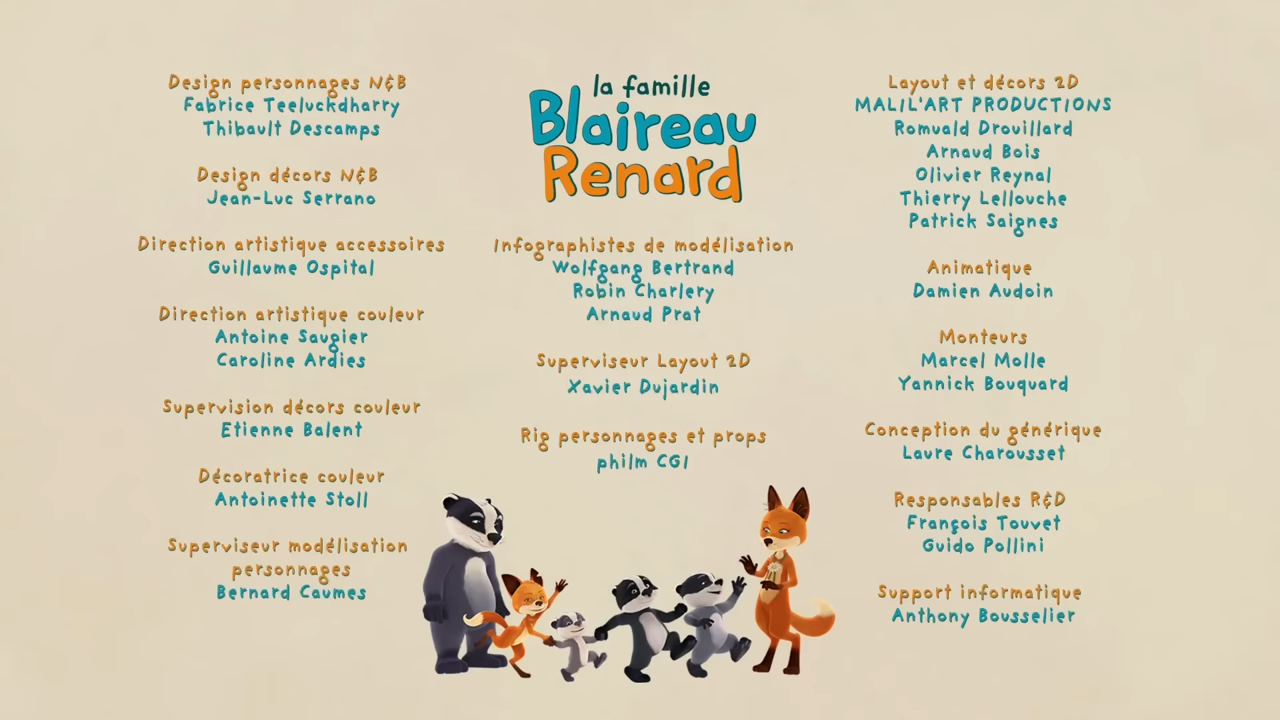 Design personnages N&B
Fabrice Teeluckdharry
Thibault Descamps
Design décors N&B
Jean-Luc Serrano
Direction artistique accessoires
Guillaume Ospital
Direction artistique couleur
Antoine Saugier
Caroline Ardies
Supervision décors couleur
Etienne Balent
Décoratrice couleur
Antoinette Stoll
Superviseur modélisation
personnages
Bernard Caumes
la famille
Blaireau
Renard
Infographistes de modélisation
Wolfgang Bertrand
Robin Charlery
Arnaud Prat
Superviseur Layout 2D
Xavier Dujardin
Rig personnages et props
philm CGI
Layout et décors 2D
MALIL'ART PRODUCTIONS
Romuald Drouillard
Arnaud Bois
Olivier Reynal
Thierry Lellouche
Patrick Saignes
Animatique
Damien Audoin
Monteurs
Marcel Molle
Yannick Bouquard
Conception du générique
Laure Charousset
Responsables R&D
François Touvet
Guido Pollini
Support informatique
Anthony Bousselier